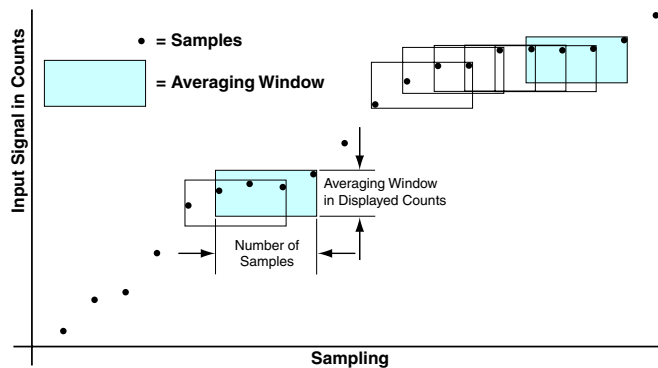 = Samples
= Averaging Window
Input Signal in Counts
Averaging Window
in Displayed Counts
Number of
Samples
Sampling